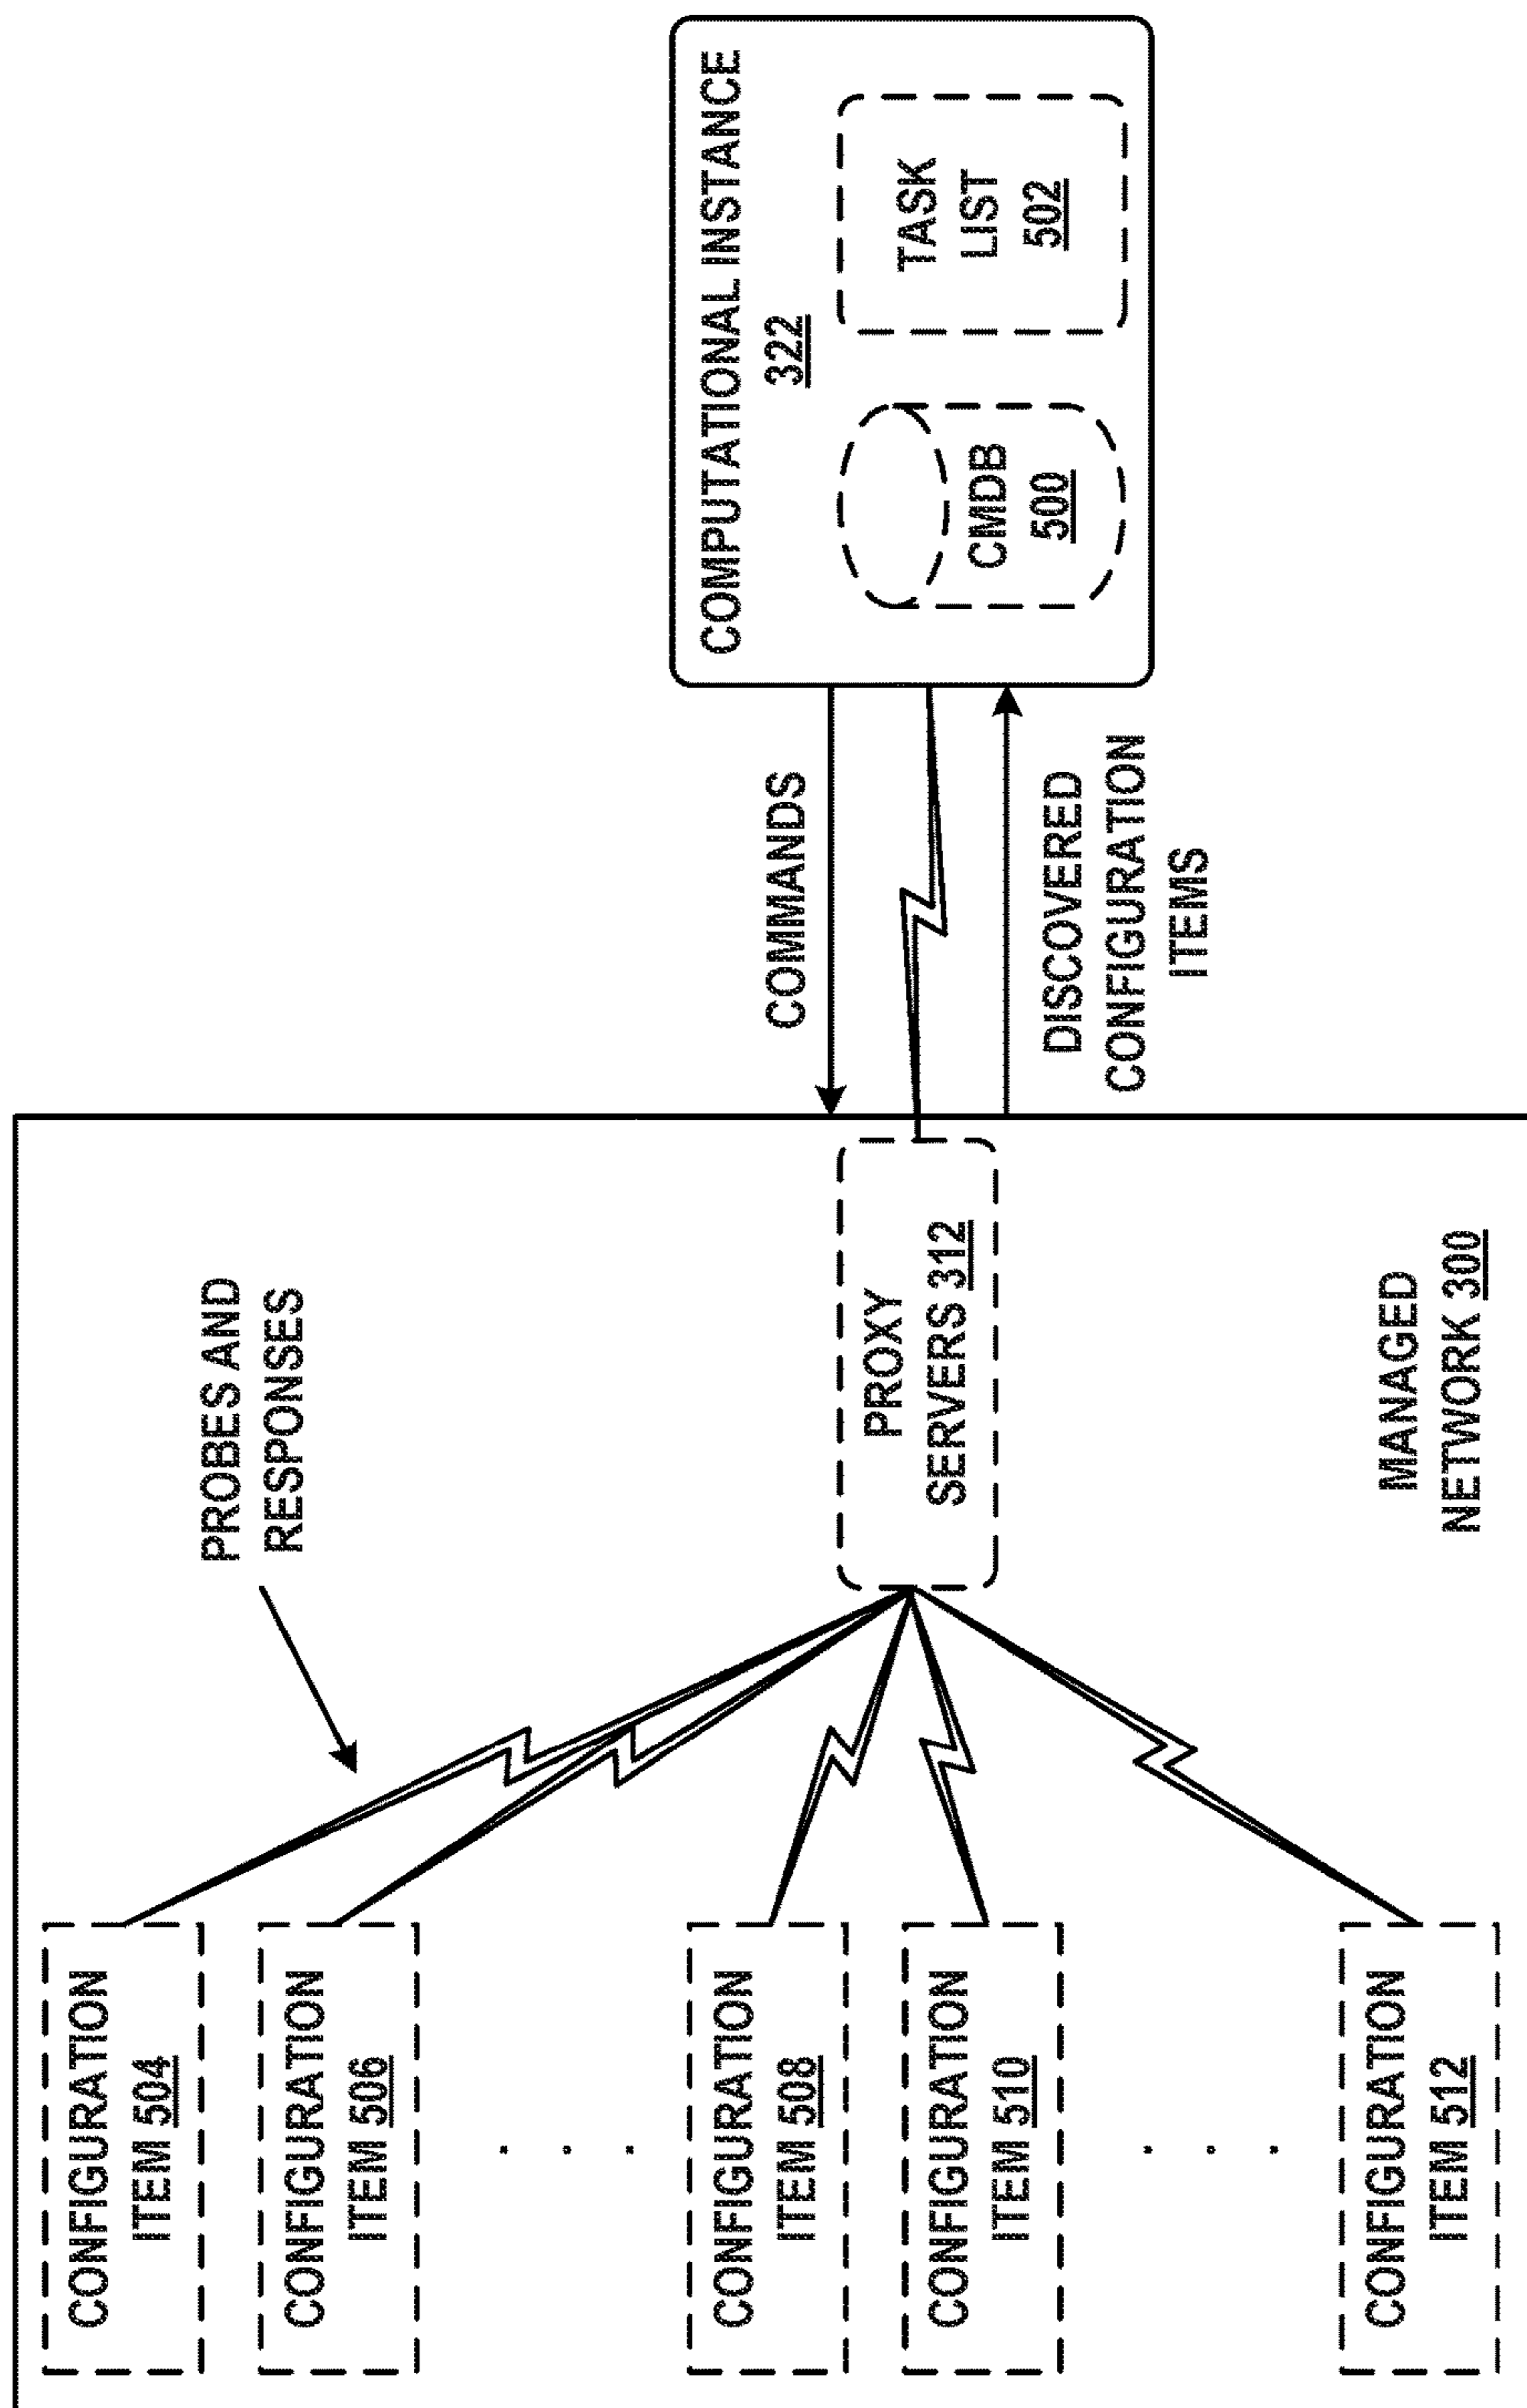 COMPUTATIONAL INSTANCE
322
CMDB
500
TASK
LIST
502
COMMANDS
DISCOVERED
CONFIGURATION
ITEMS
PROBES AND
RESPONSES
PROXY
SERVERS 312
MANAGED
NETWORK 300
CONFIGURATION
ITEM 504
CONFIGURATION
ITEM 506
CONFIGURATION
ITEM 508
CONFIGURATION
ITEM 510
CONFIGURATION
ITEM 512